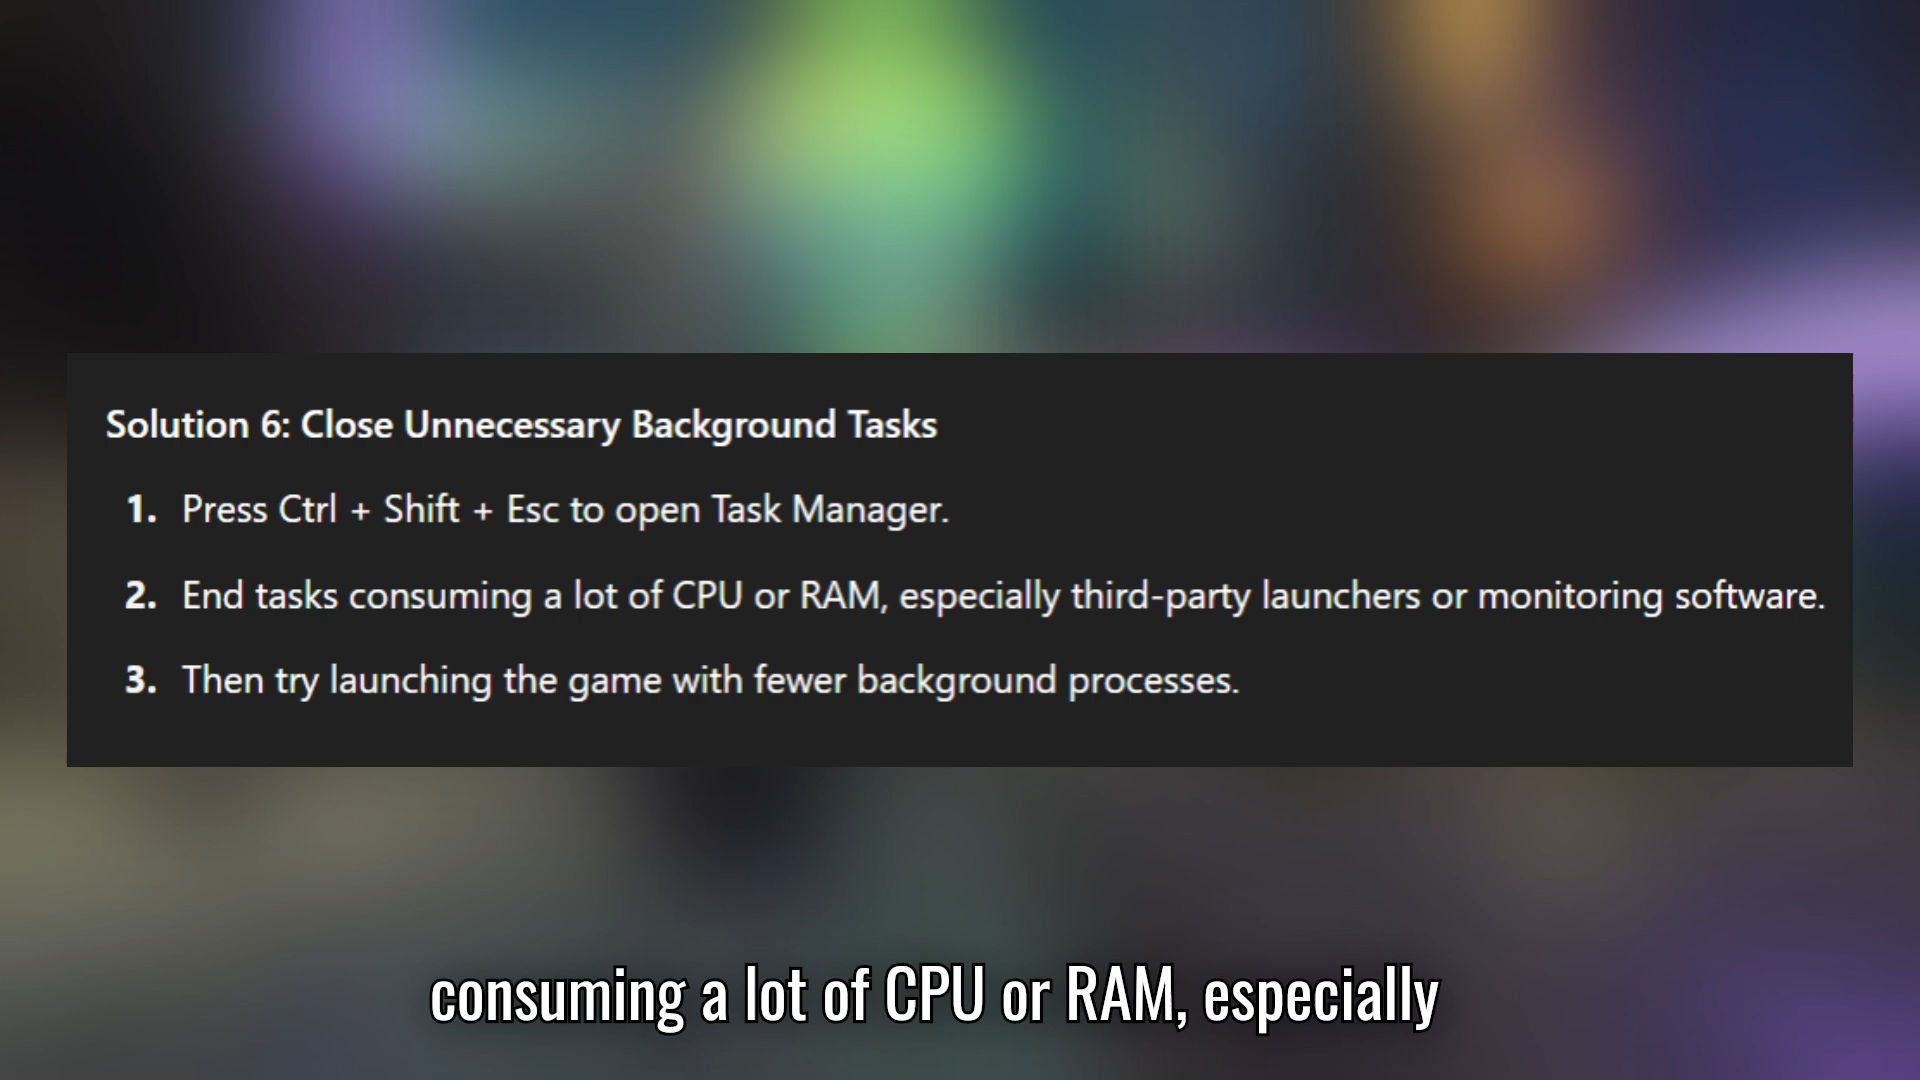 Solution 6: Close Unnecessary Background Tasks
1. Press Ctrl + Shift + Esc to open Task Manager.
2. End tasks consuming a lot of CPU or RAM, especially third-party launchers or monitoring software.
3. Then try launching the game with fewer background processes.
consuming a lot of CPU or RAM, especially